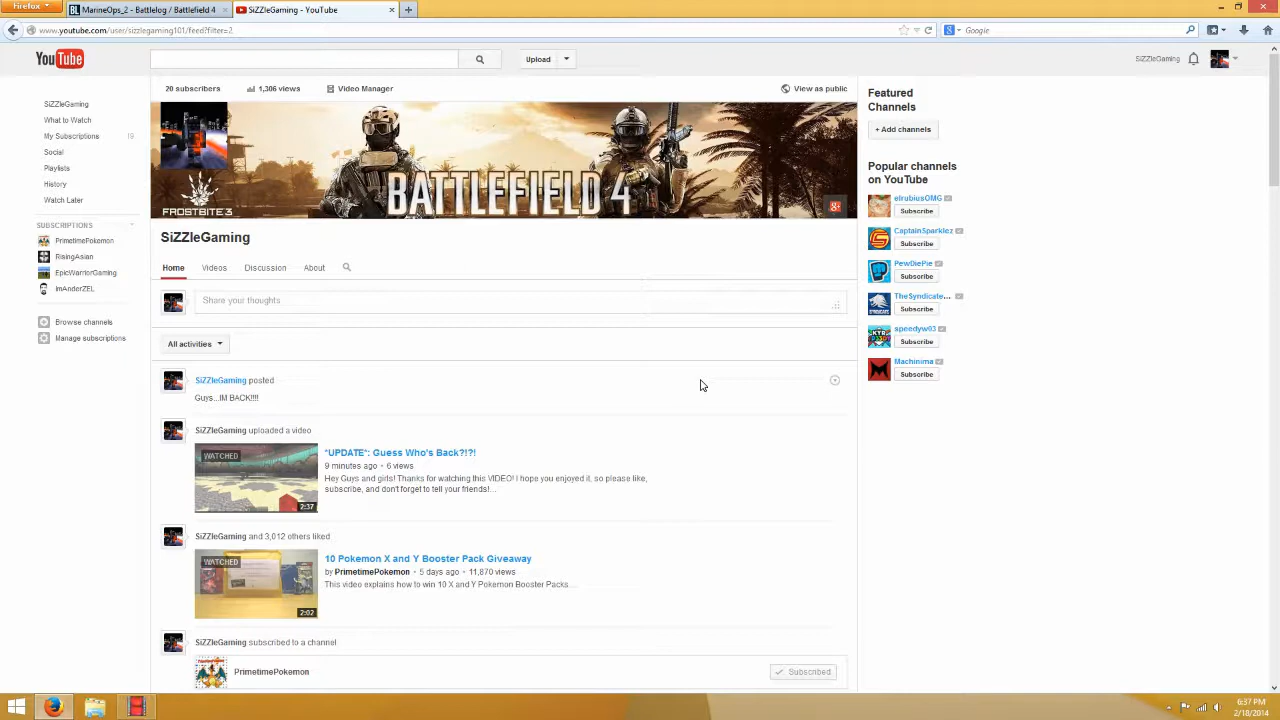 Firefox
MarineOps_2 - Battlelog / Battlefield 4
SiZZleGaming - YouTube
www.youtube.com/user/sizzlegaming101/feed?filter=2
Google
YouTube
Upload
SiZZleGaming
20 subscribers
1,306 views
Video Manager
View as public
SiZZleGaming
What to Watch
My Subscriptions 19
Social
Playlists
History
Watch Later
SUBSCRIPTIONS
PrimetimePokemon
RisingAsian
EpicWarriorGaming
ImAnderZEL
Browse channels
Manage subscriptions
FROSTBITE 3
BATTLEFIELD 4
g+
SiZZleGaming
Home
Videos
Discussion
About
Share your thoughts
All activities
SiZZleGaming posted
Guys...IM BACK!!!!
SiZZleGaming uploaded a video
WATCHED
2:37
*UPDATE*: Guess Who's Back?!?!
9 minutes ago • 6 views
Hey Guys and girls! Thanks for watching this VIDEO! I hope you enjoyed it, so please like,
subscribe, and don't forget to tell your friends!...
SiZZleGaming and 3,012 others liked
WATCHED
2:02
10 Pokemon X and Y Booster Pack Giveaway
by PrimetimePokemon • 5 days ago • 11,870 views
This video explains how to win 10 X and Y Pokemon Booster Packs...
SiZZleGaming subscribed to a channel
PrimetimePokemon
Subscribed
Featured
Channels
+ Add channels
Popular channels
on YouTube
elrubiusOMG
Subscribe
CaptainSparklez
Subscribe
PewDiePie
Subscribe
TheSyndicate...
Subscribe
speedyw03
Subscribe
Machinima
Subscribe
6:37 PM
2/18/2014